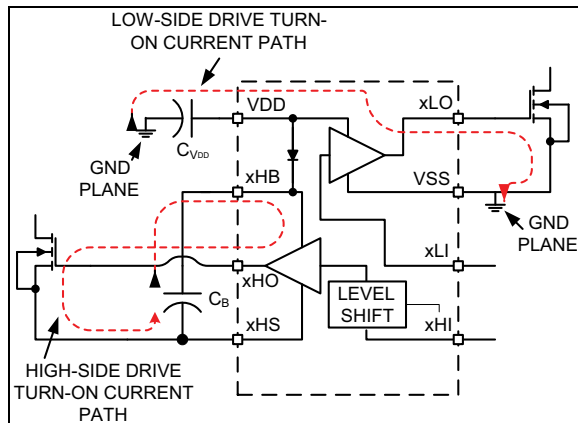 LOW-SIDE DRIVE TURN-
ON CURRENT PATH
VDD
xLO
CVDD
GND
PLANE
xHB
VSS
GND
PLANE
xLI
xHO
CB
LEVEL
SHIFT
xHS
xHI
HIGH-SIDE DRIVE
TURN-ON CURRENT
PATH